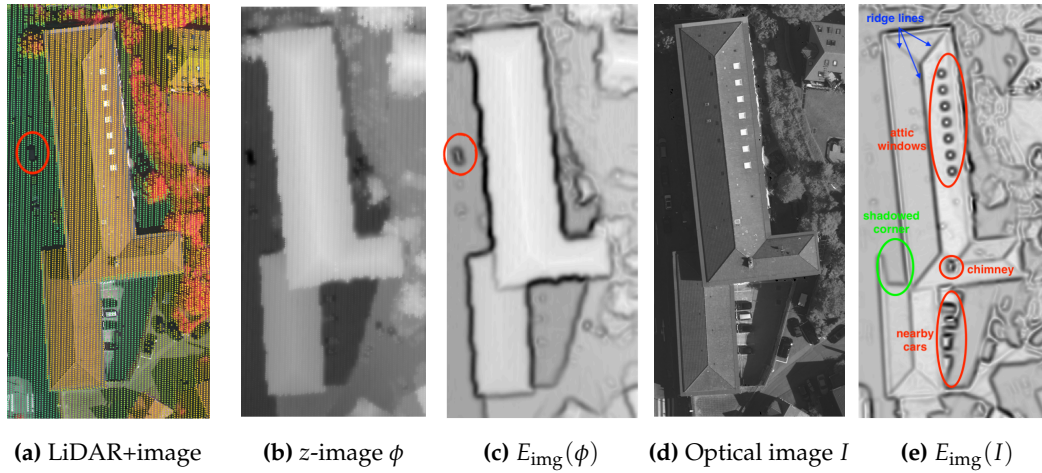 ridge lines
attic
windows
shadowed
corner
chimney
nearby
cars
(a) LiDAR+image
(b) z-image ϕ
(c) E_img(ϕ)
(d) Optical image I
(e) E_img(I)